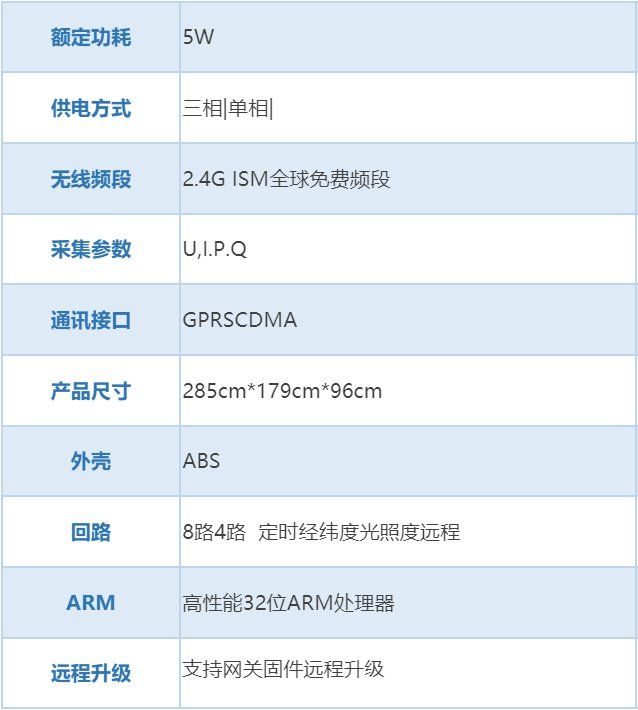 额定功耗 5W
供电方式 三相|单相|
无线频段 2.4G ISM全球免费频段
采集参数 U,I.P.Q
通讯接口 GPRSCDMA
产品尺寸 285cm*179cm*96cm
外壳 ABS
回路 8路4路 定时经纬度光照度远程
ARM 高性能32位ARM处理器
远程升级 支持网关固件远程升级